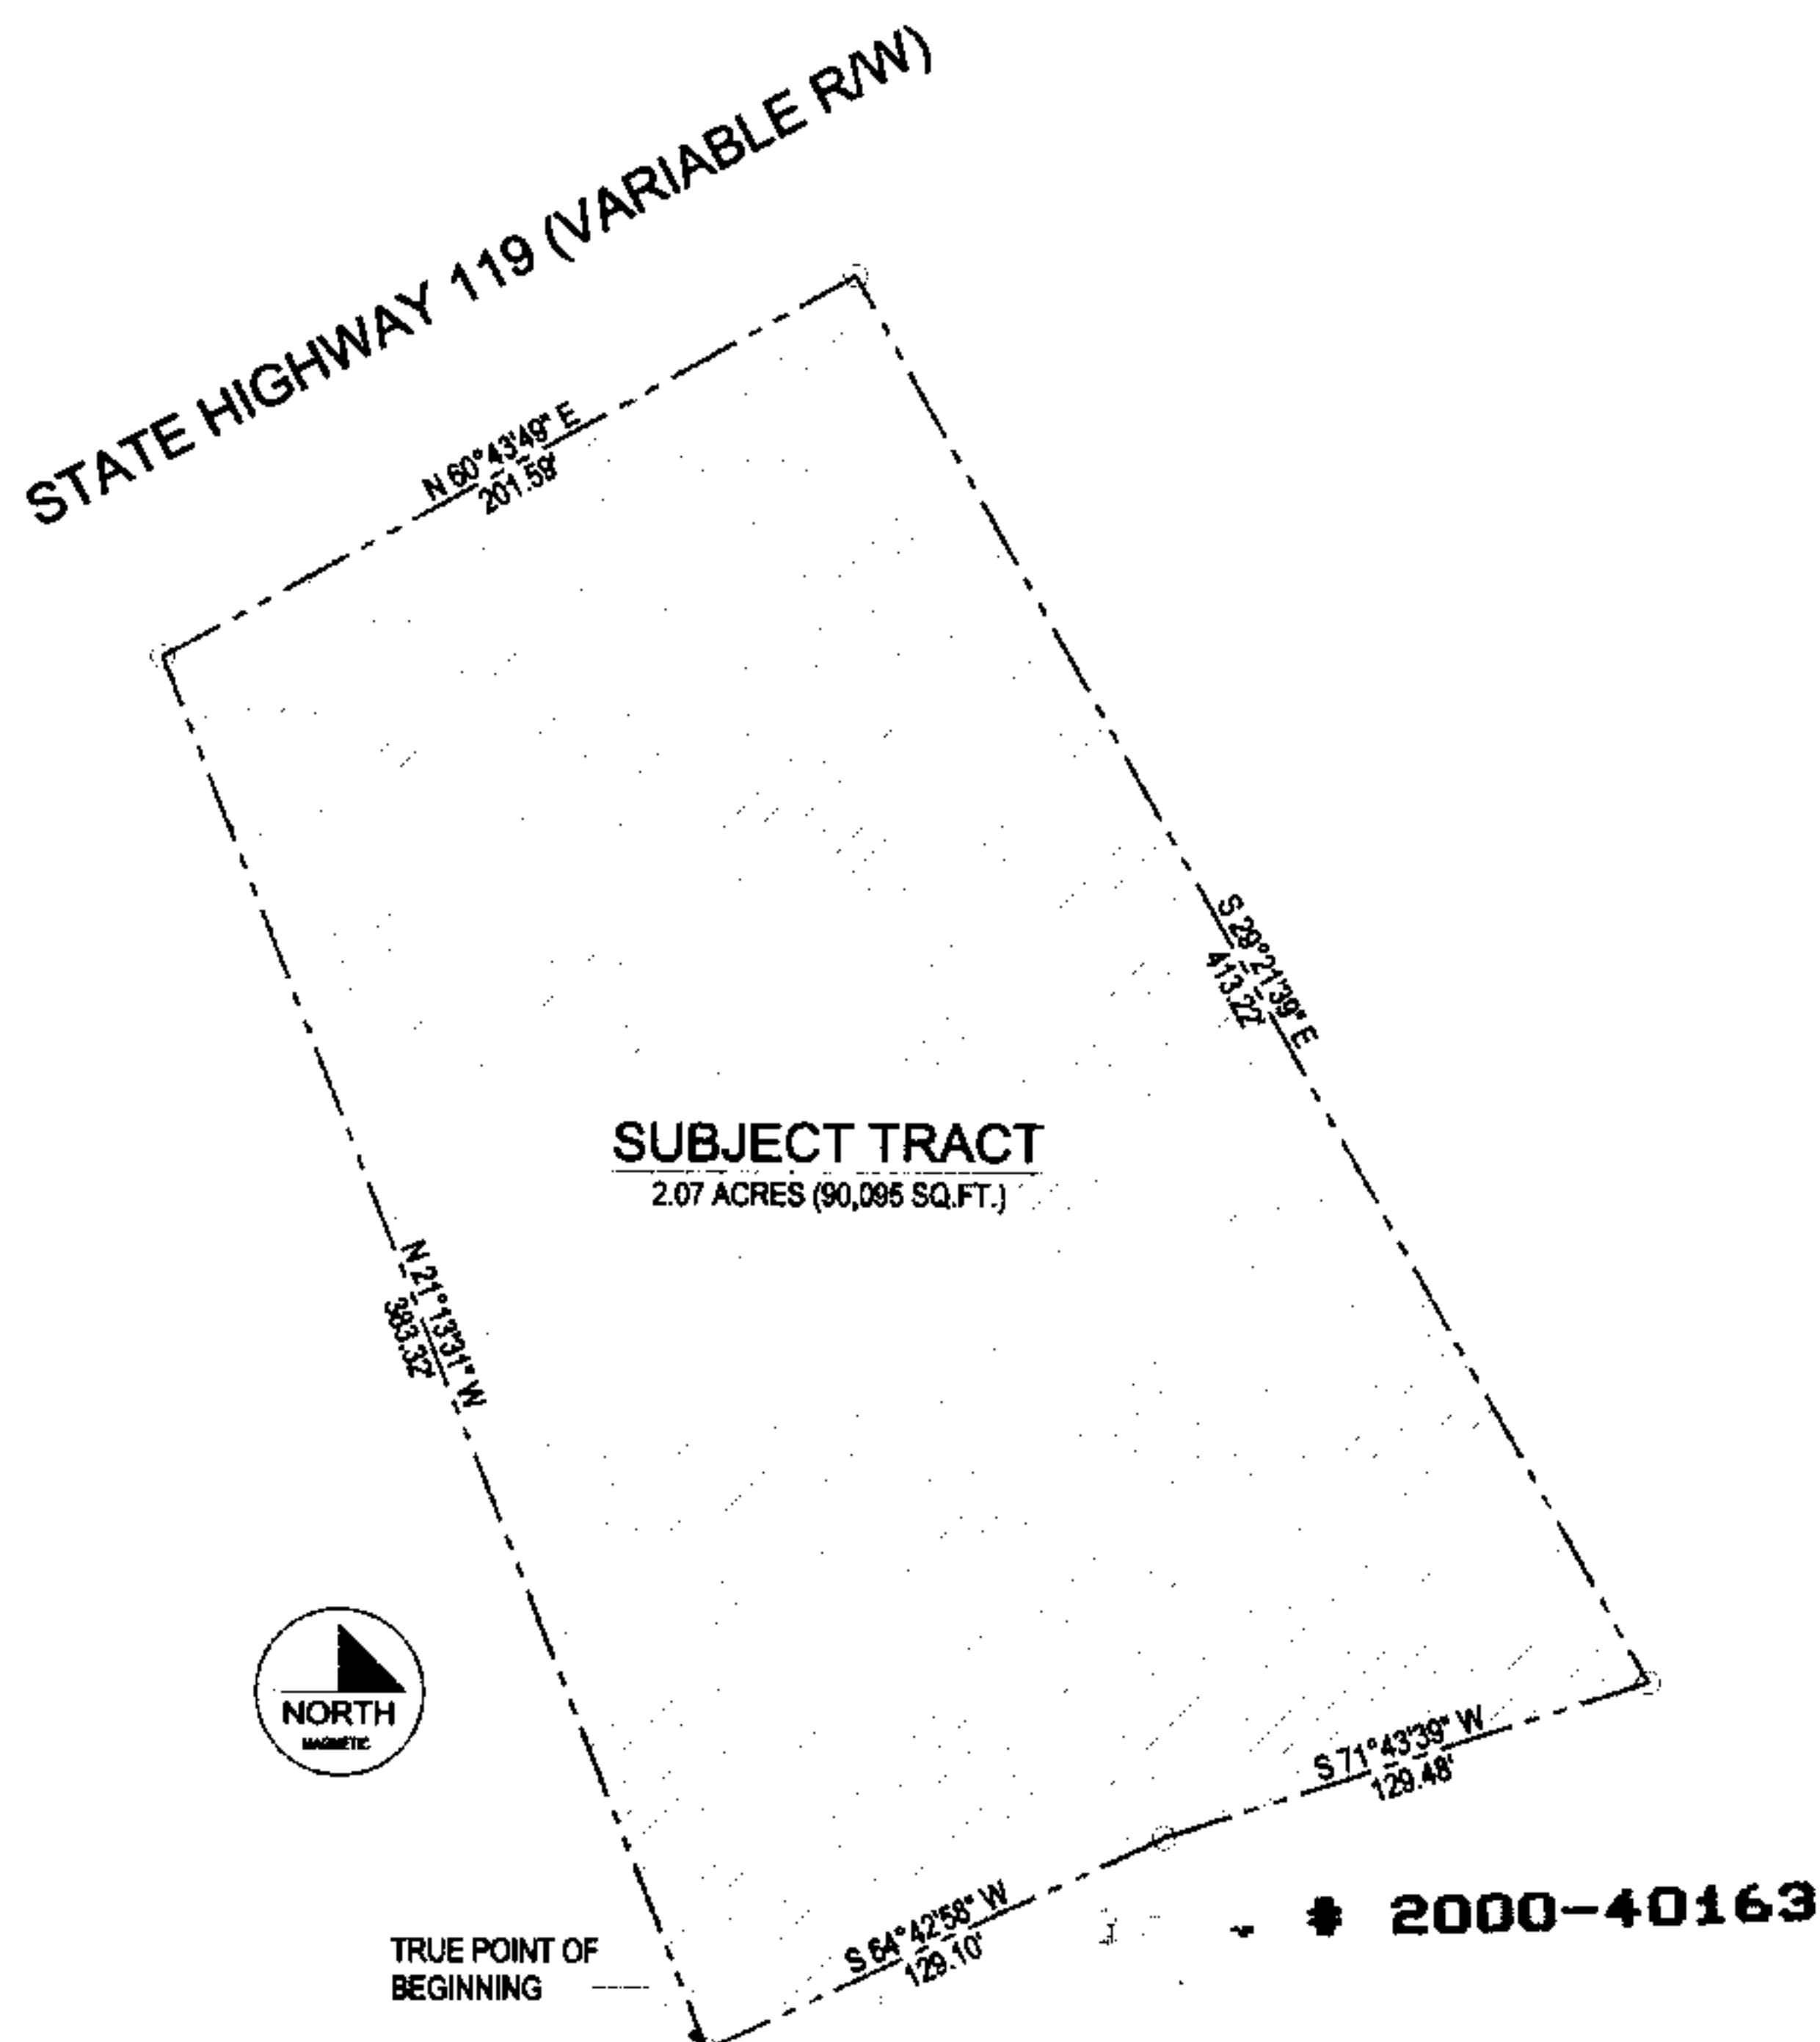 STATE HIGHWAY 119 (VARIABLE R/W)
N 60°43'49" E
201.59'
S 29°21'39" E
413.22'
SUBJECT TRACT
2.07 ACRES (90,095 SQ.FT.)
N 21°13'31" W
383.32'
NORTH
MAGNETIC
S 71°43'39" W
129.48'
S 64°42'58" W
129.10'
# 2000-40163
TRUE POINT OF
BEGINNING